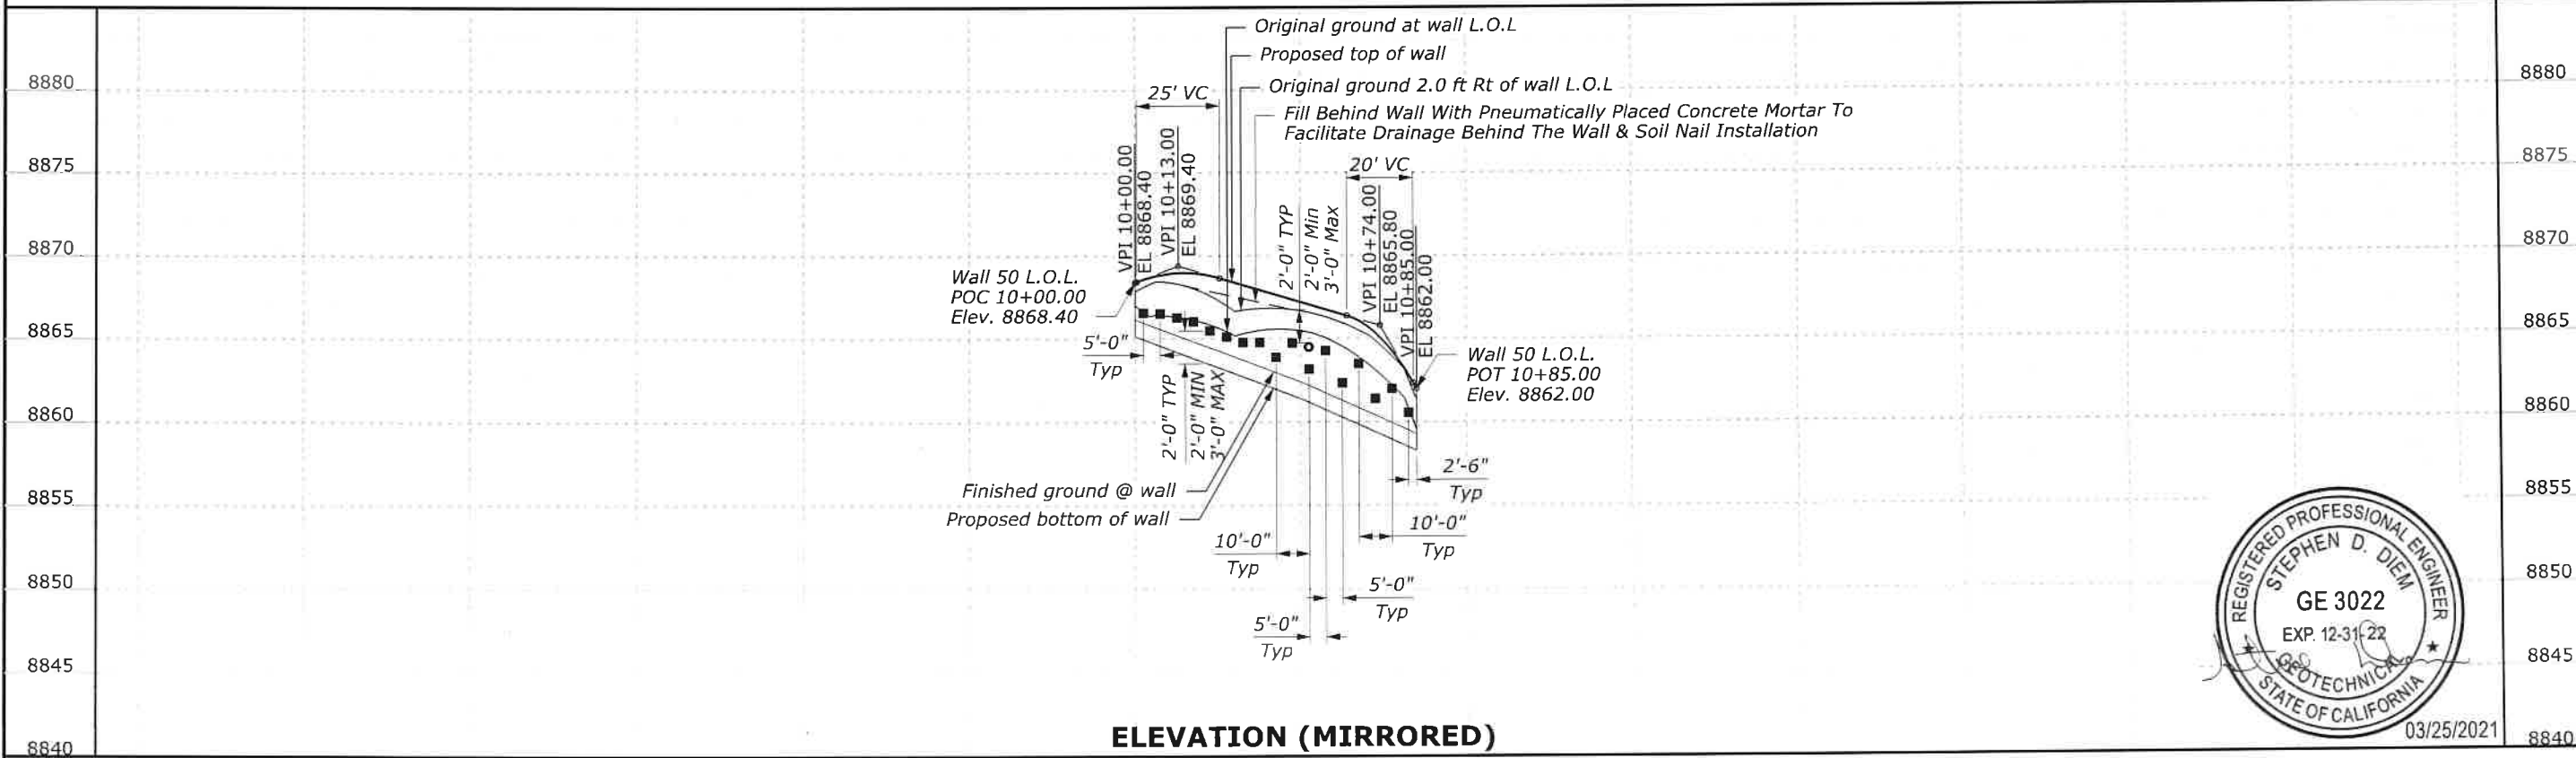 Original ground at wall L.O.L
Proposed top of wall
Original ground 2.0 ft Rt of wall L.O.L
Fill Behind Wall With Pneumatically Placed Concrete Mortar To
Facilitate Drainage Behind The Wall & Soil Nail Installation
8880
8875
8870
8865
8860
8855
8850
8845
8840
25' VC
VPI 10+00.00
EL 8868.40
VPI 10+13.00
EL 8869.40
2'-0" TYP
2'-0" Min
3'-0" Max
20' VC
VPI 10+74.00
EL 8865.80
VPI 10+85.00
EL 8862.00
Wall 50 L.O.L.
POC 10+00.00
Elev. 8868.40
5'-0"
Typ
2'-0" TYP
2'-0" MIN
3'-0" MAX
Wall 50 L.O.L.
POT 10+85.00
Elev. 8862.00
Finished ground @ wall
Proposed bottom of wall
2'-6"
Typ
10'-0"
Typ
10'-0"
Typ
5'-0"
Typ
5'-0"
Typ
8880
8875
8870
8865
8860
8855
8850
8845
8840
REGISTERED PROFESSIONAL ENGINEER
STEPHEN D. DIEM
GE 3022
EXP. 12-31-22
GEOTECHNICAL
STATE OF CALIFORNIA
03/25/2021
ELEVATION (MIRRORED)